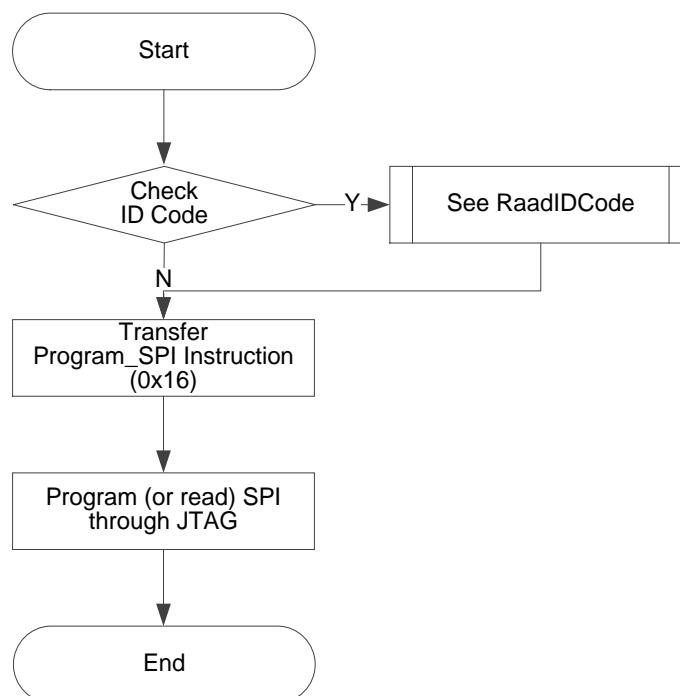 Start
Check
ID Code
Y
See RaadIDCode
N
Transfer
Program_SPI Instruction
(0x16)
Program (or read) SPI
through JTAG
End